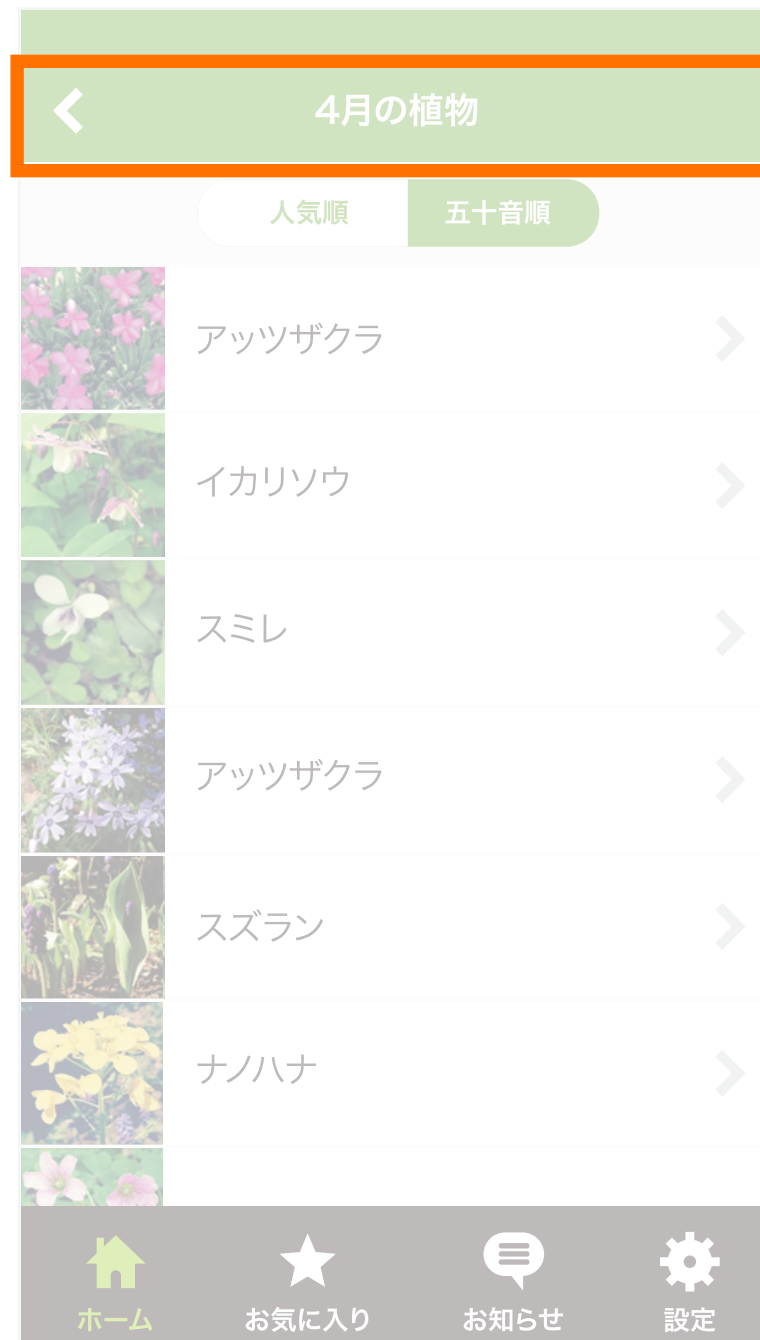 4月の植物
人気順 五十音順
アッツザクラ
イカリソウ
スミレ
アッツザクラ
スズラン
ナノハナ
ホーム お気に入り お知らせ 設定